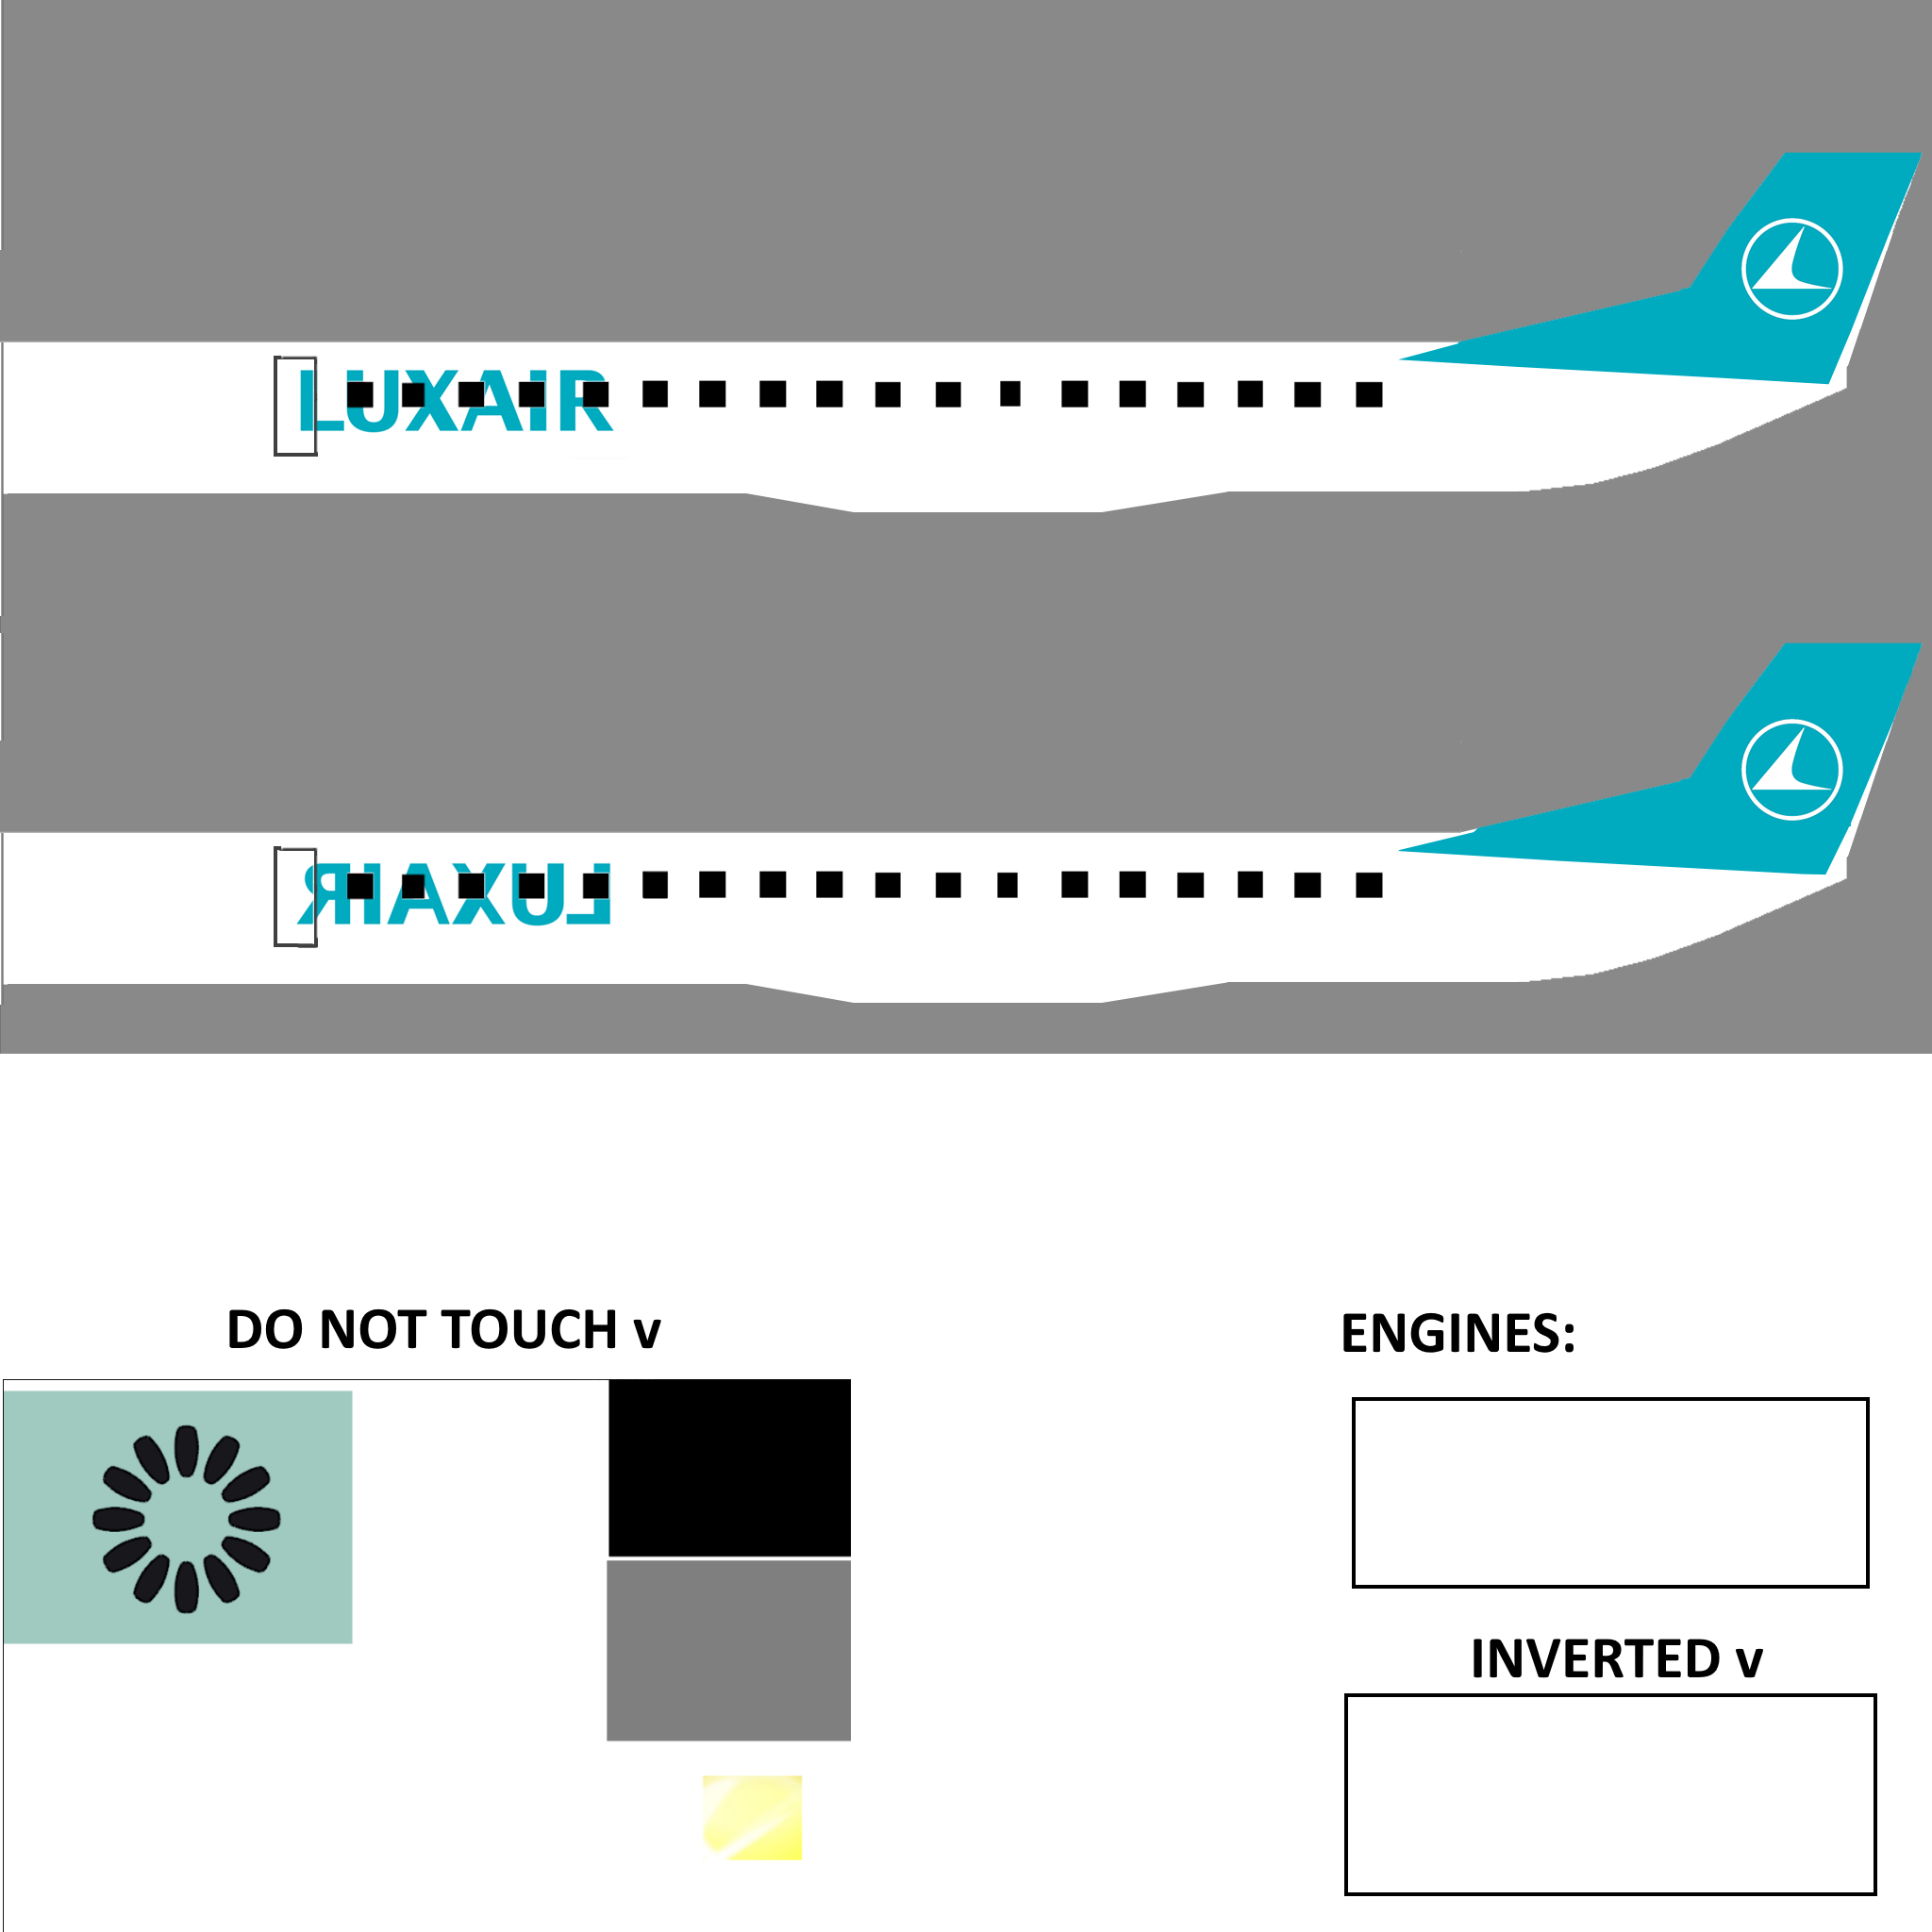 LUXAiR
LUXAiR
DO NOT TOUCH v
ENGINES:
INVERTED v